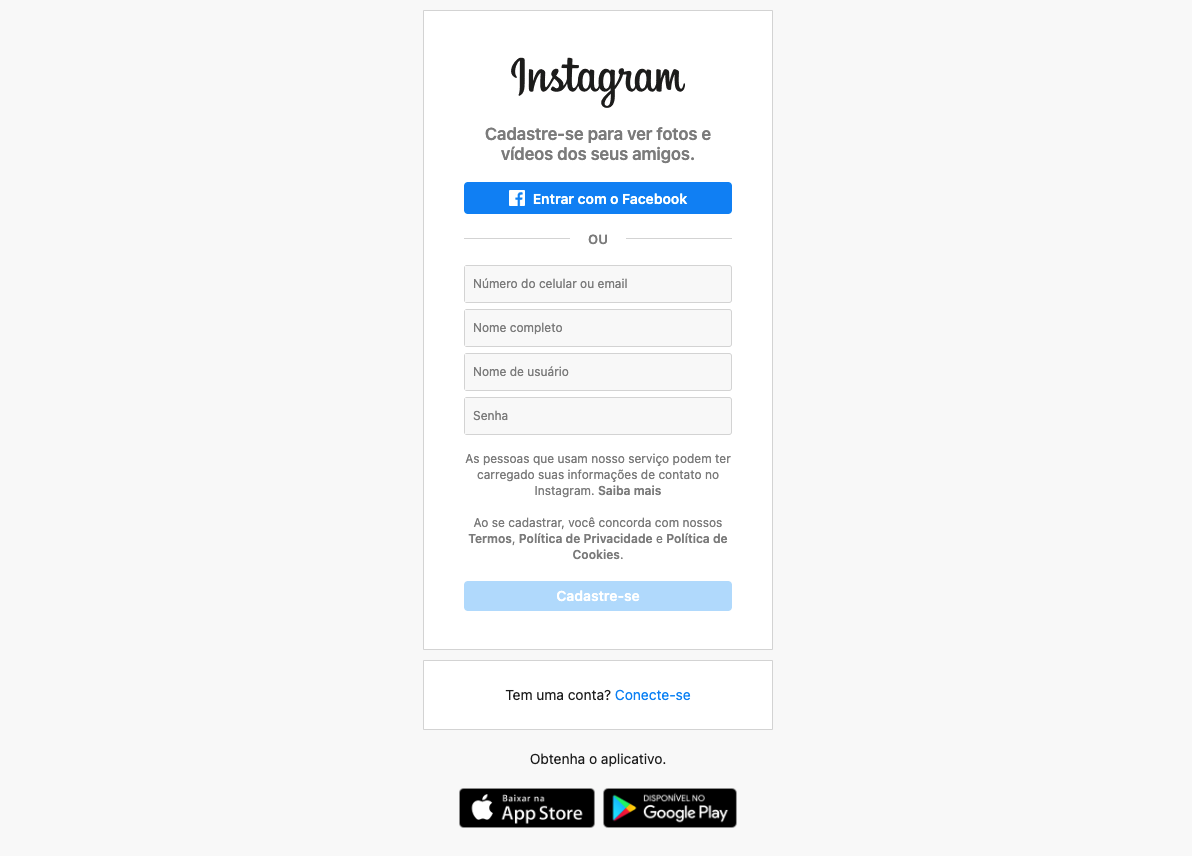 Instagram
Cadastre-se para ver fotos e
vídeos dos seus amigos.
Entrar com o Facebook
OU
Número do celular ou email
Nome completo
Nome de usuário
Senha
As pessoas que usam nosso serviço podem ter
carregado suas informações de contato no
Instagram. Saiba mais
Ao se cadastrar, você concorda com nossos
Termos, Política de Privacidade e Política de
Cookies.
Cadastre-se
Tem uma conta? Conecte-se
Obtenha o aplicativo.
Baixar na
App Store
DISPONÍVEL NO
Google Play